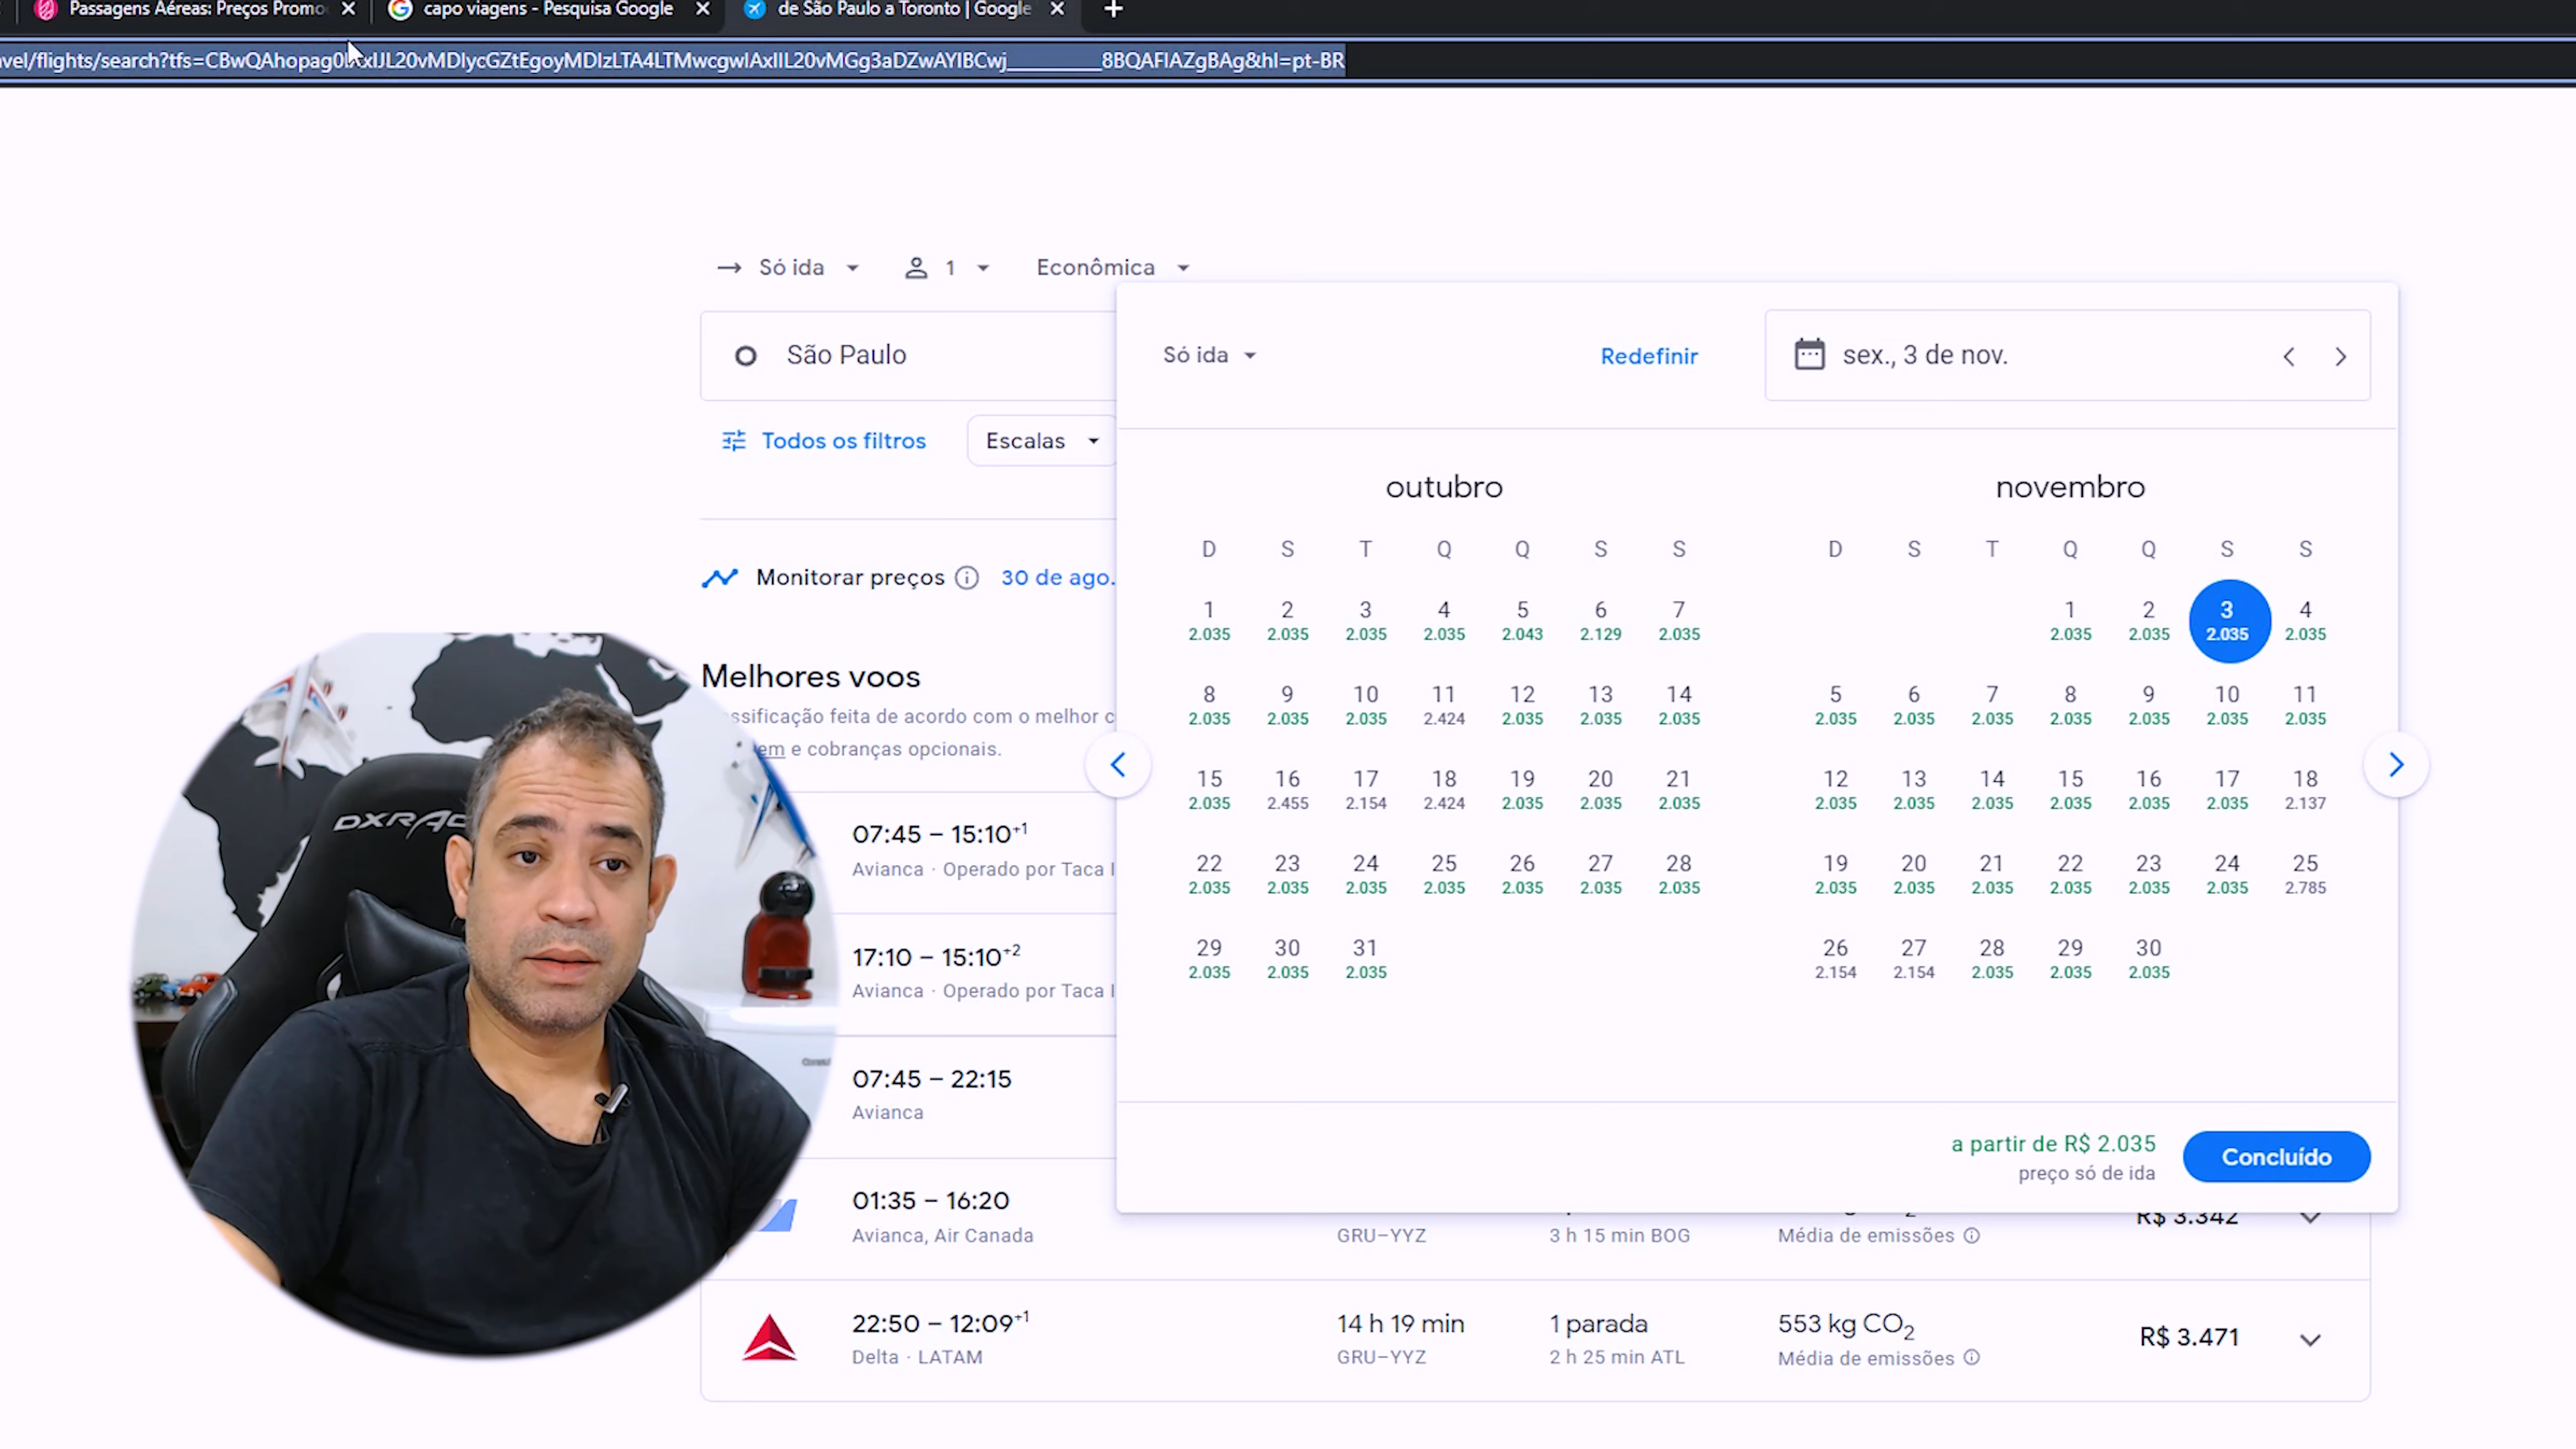 Passagens Aéreas: Preços Promo
capo viagens - Pesquisa Google
de São Paulo a Toronto | Google
vel/flights/search?tfs=CBwQAhopag0IAxIJL20vMDIycGZtEgoyMDIzLTA4LTMwcgwIAxIIL20vMGg3aDZwAYIBCwj___________8BQAFIAZgBAg&hl=pt-BR
Só ida 1 Econômica
São Paulo
Só ida Redefinir sex., 3 de nov.
Todos os filtros Escalas
outubro
D S T Q Q S S
1 2 3 4 5 6 7
2.035 2.035 2.035 2.035 2.043 2.129 2.035
8 9 10 11 12 13 14
2.035 2.035 2.035 2.424 2.035 2.035 2.035
15 16 17 18 19 20 21
2.035 2.455 2.154 2.424 2.035 2.035 2.035
22 23 24 25 26 27 28
2.035 2.035 2.035 2.035 2.035 2.035 2.035
29 30 31
2.035 2.035 2.035
novembro
D S T Q Q S S
1 2 3 4
2.035 2.035 2.035 2.035
5 6 7 8 9 10 11
2.035 2.035 2.035 2.035 2.035 2.035 2.035
12 13 14 15 16 17 18
2.035 2.035 2.035 2.035 2.035 2.035 2.137
19 20 21 22 23 24 25
2.035 2.035 2.035 2.035 2.035 2.035 2.785
26 27 28 29 30
2.154 2.154 2.035 2.035 2.035
a partir de R$ 2.035
preço só de ida
Concluído
Monitorar preços 30 de ago.
Melhores voos
ssificação feita de acordo com o melhor c
em e cobranças opcionais.
07:45 – 15:10+1
Avianca · Operado por Taca I
17:10 – 15:10+2
Avianca · Operado por Taca I
07:45 – 22:15
Avianca
01:35 – 16:20 R$ 3.342
Avianca, Air Canada GRU–YYZ 3 h 15 min BOG Média de emissões
22:50 – 12:09+1 14 h 19 min 1 parada 553 kg CO2 R$ 3.471
Delta · LATAM GRU–YYZ 2 h 25 min ATL Média de emissões
DXRAC